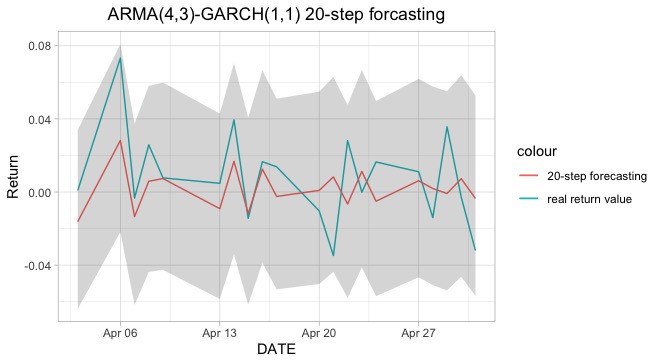 ARMA(4,3)-GARCH(1,1) 20-step forcasting
0.08
0.04
0.00
-0.04
Return
Apr 06 Apr 13 Apr 20 Apr 27
DATE
colour
20-step forecasting
real return value